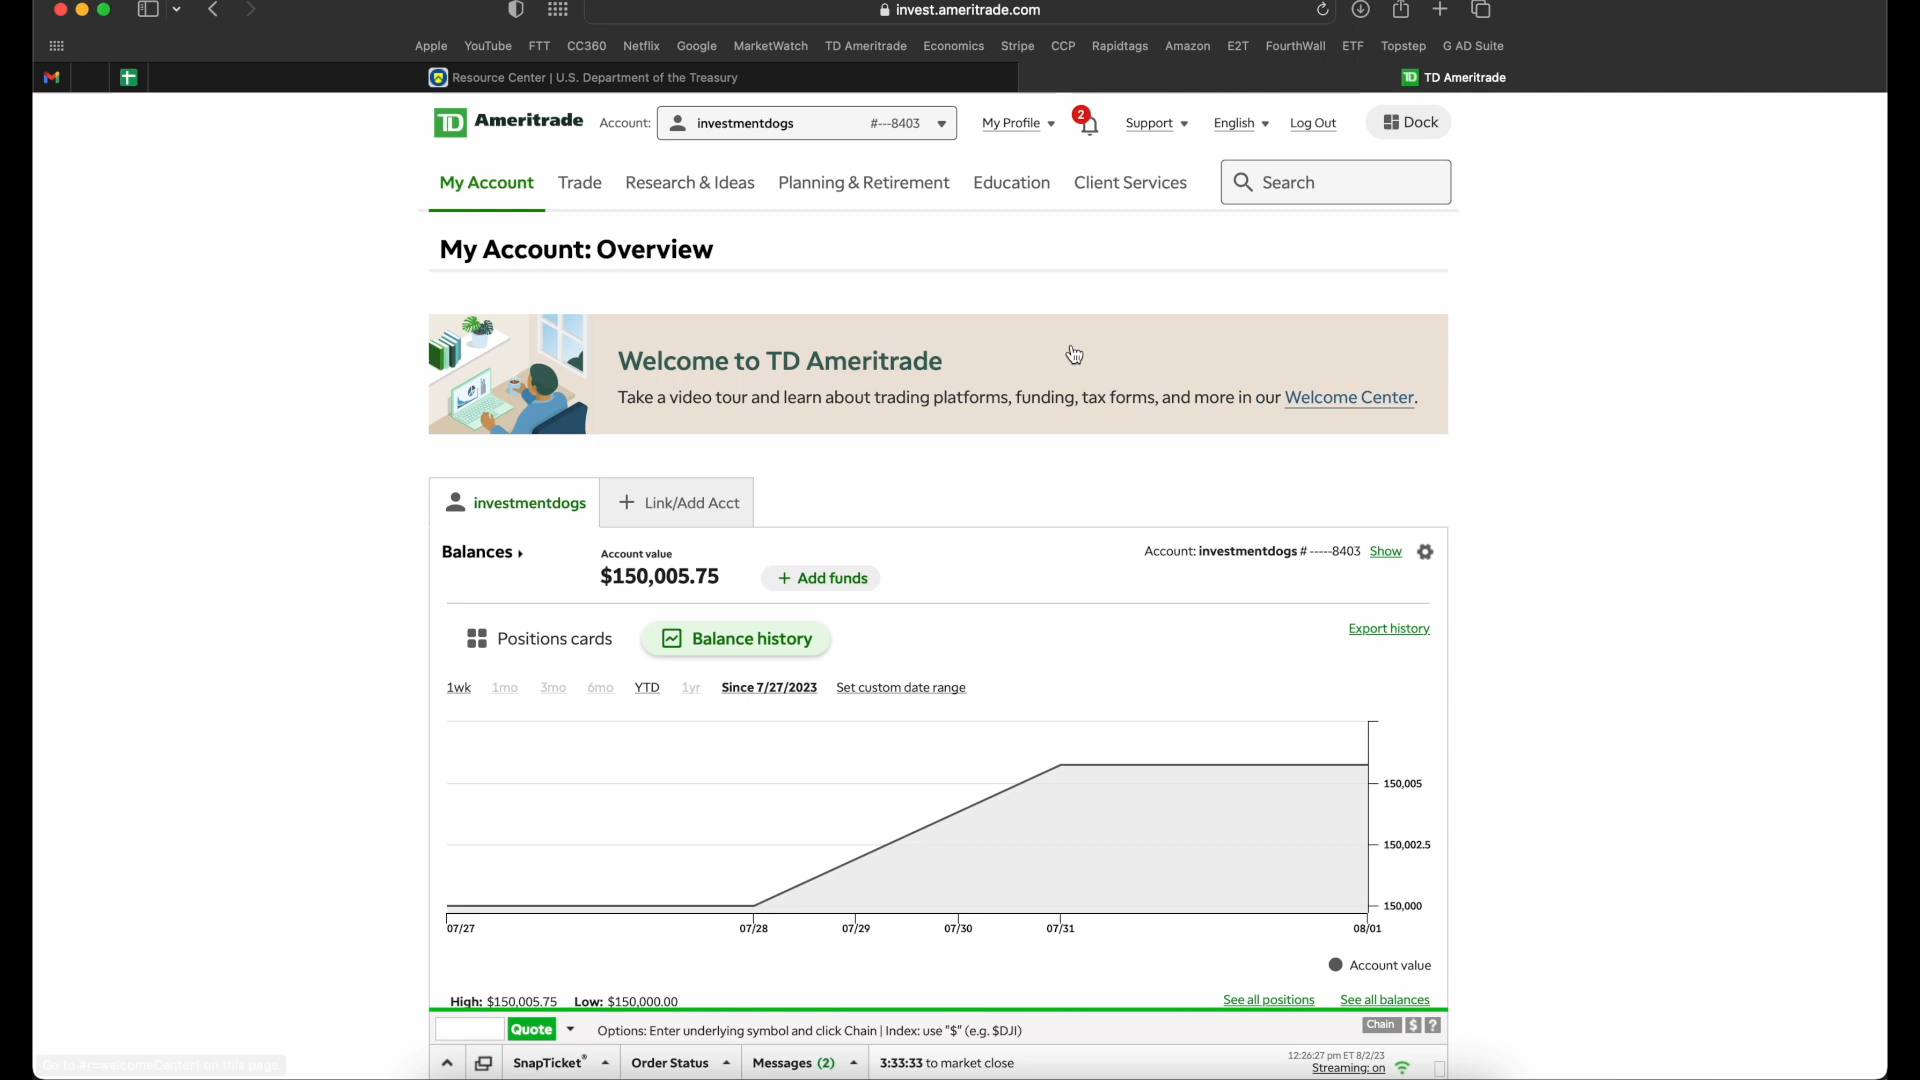 invest.ameritrade.com
Apple YouTube FTT CC360 Netflix Google MarketWatch TD Ameritrade Economics Stripe CCP Rapidtags Amazon E2T FourthWall ETF Topstep G AD Suite
Resource Center | U.S. Department of the Treasury TD TD Ameritrade
TD Ameritrade Account: investmentdogs #---8403 My Profile 2 Support English Log Out Dock
My Account Trade Research & Ideas Planning & Retirement Education Client Services Search
My Account: Overview
Welcome to TD Ameritrade
Take a video tour and learn about trading platforms, funding, tax forms, and more in our Welcome Center.
investmentdogs + Link/Add Acct
Balances Account value Account: investmentdogs # -----8403 Show
$150,005.75 + Add funds
Positions cards Balance history Export history
1wk 1mo 3mo 6mo YTD 1yr Since 7/27/2023 Set custom date range
150,005
150,002.5
150,000
07/27 07/28 07/29 07/30 07/31 08/01
Account value
High: $150,005.75 Low: $150,000.00 See all positions See all balances
Quote Options: Enter underlying symbol and click Chain | Index: use "$" (e.g. $DJI) Chain $ ?
SnapTicket® Order Status Messages (2) 3:33:33 to market close 12:26:27 pm ET 8/2/23
Streaming: on
Go to #r=welcomeCenter) on this page